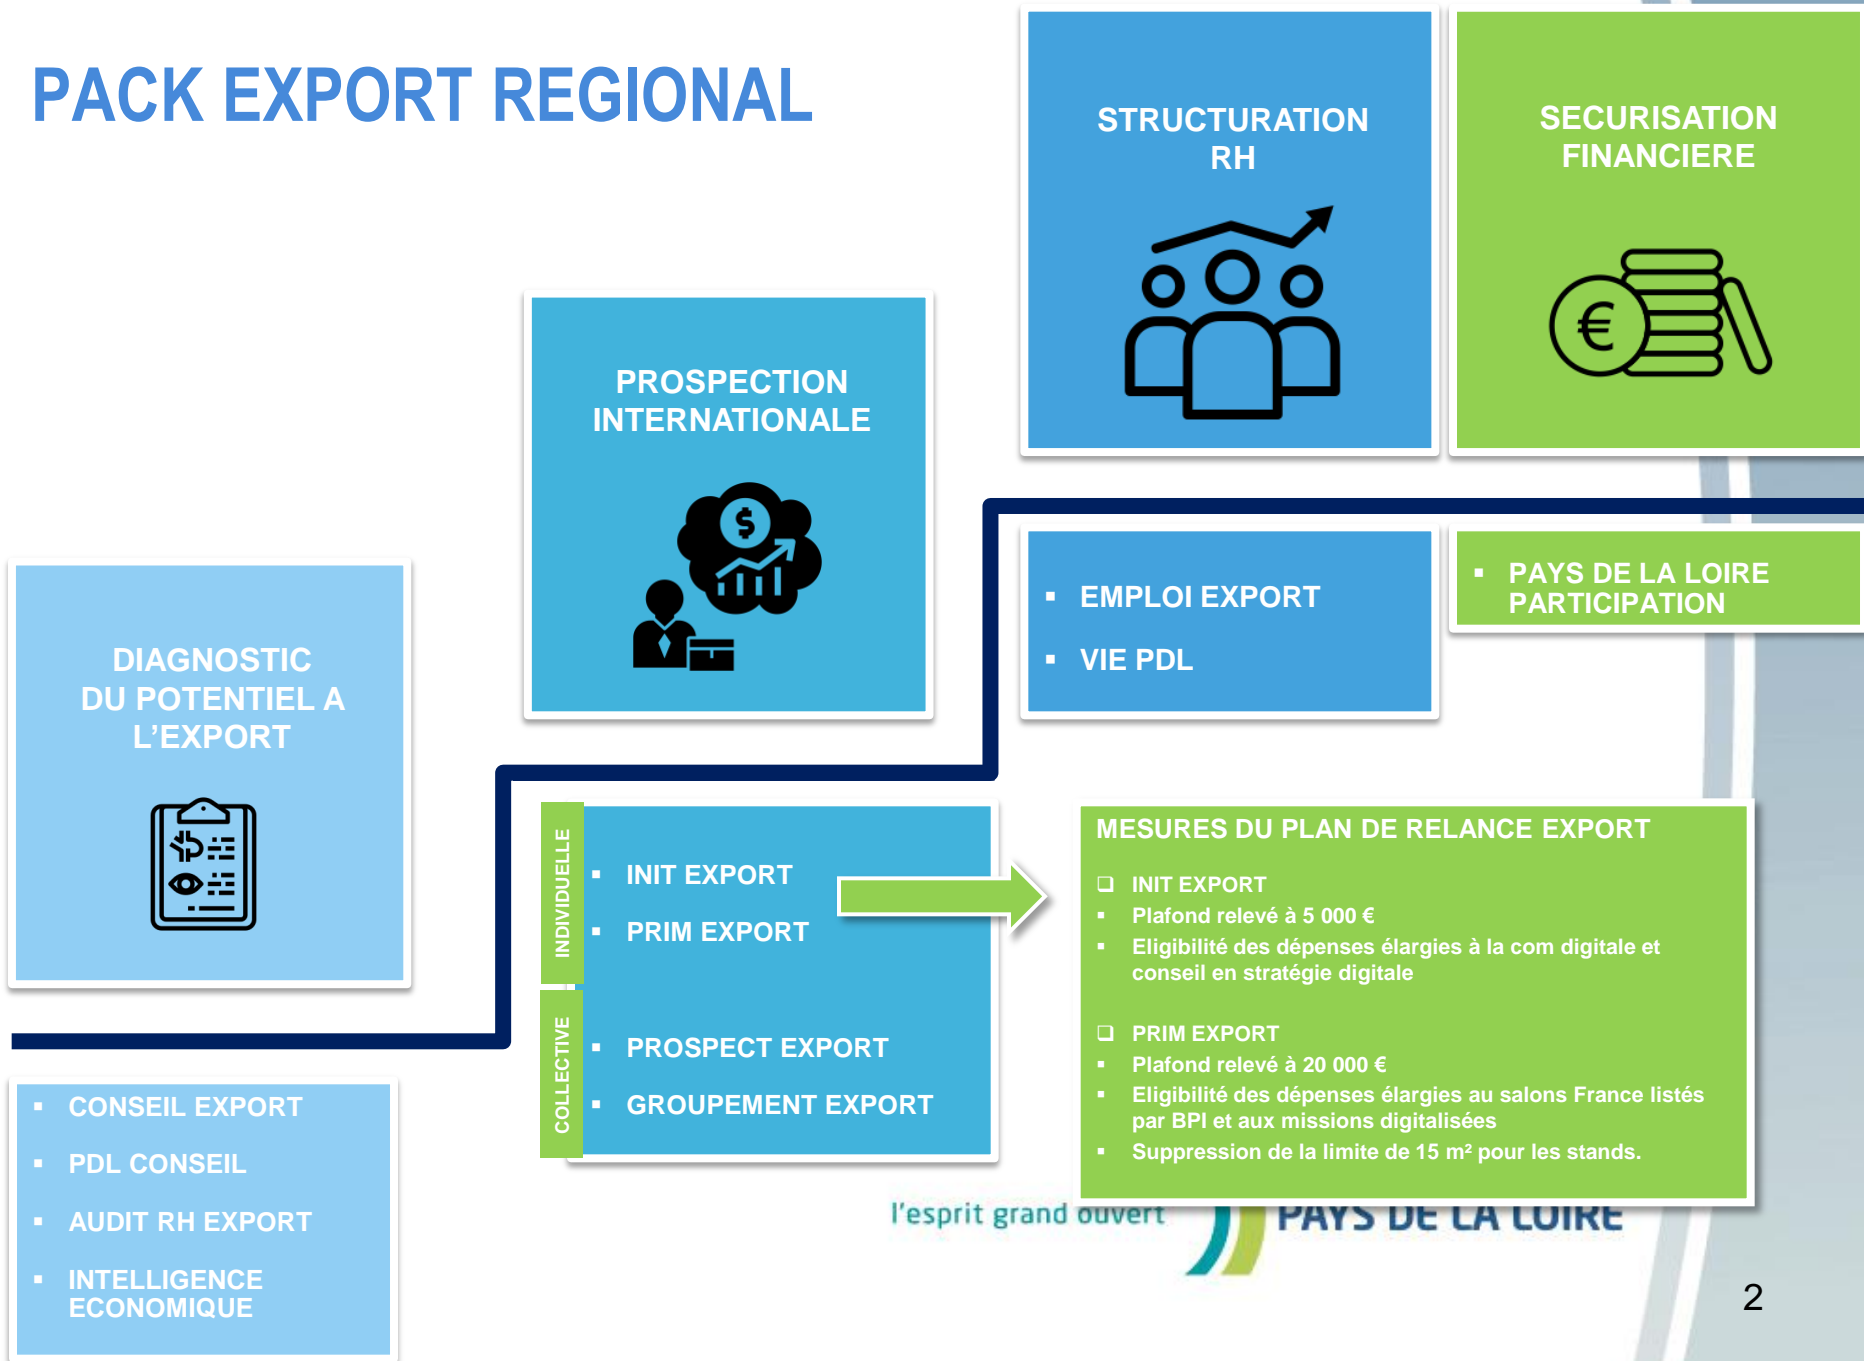 PACK EXPORT REGIONAL
STRUCTURATION
RH
SECURISATION
FINANCIERE
€
PROSPECTION
INTERNATIONALE
$
▪ EMPLOI EXPORT
▪ VIE PDL
▪ PAYS DE LA LOIRE
PARTICIPATION
DIAGNOSTIC
DU POTENTIEL A
L’EXPORT
INDIVIDUELLE
▪ INIT EXPORT
▪ PRIM EXPORT
COLLECTIVE
▪ PROSPECT EXPORT
▪ GROUPEMENT EXPORT
MESURES DU PLAN DE RELANCE EXPORT
❑ INIT EXPORT
▪ Plafond relevé à 5 000 €
▪ Eligibilité des dépenses élargies à la com digitale et
conseil en stratégie digitale
❑ PRIM EXPORT
▪ Plafond relevé à 20 000 €
▪ Eligibilité des dépenses élargies au salons France listés
par BPI et aux missions digitalisées
▪ Suppression de la limite de 15 m² pour les stands.
▪ CONSEIL EXPORT
▪ PDL CONSEIL
▪ AUDIT RH EXPORT
▪ INTELLIGENCE
ECONOMIQUE
l'esprit grand ouvert
PAYS DE LA LOIRE
2